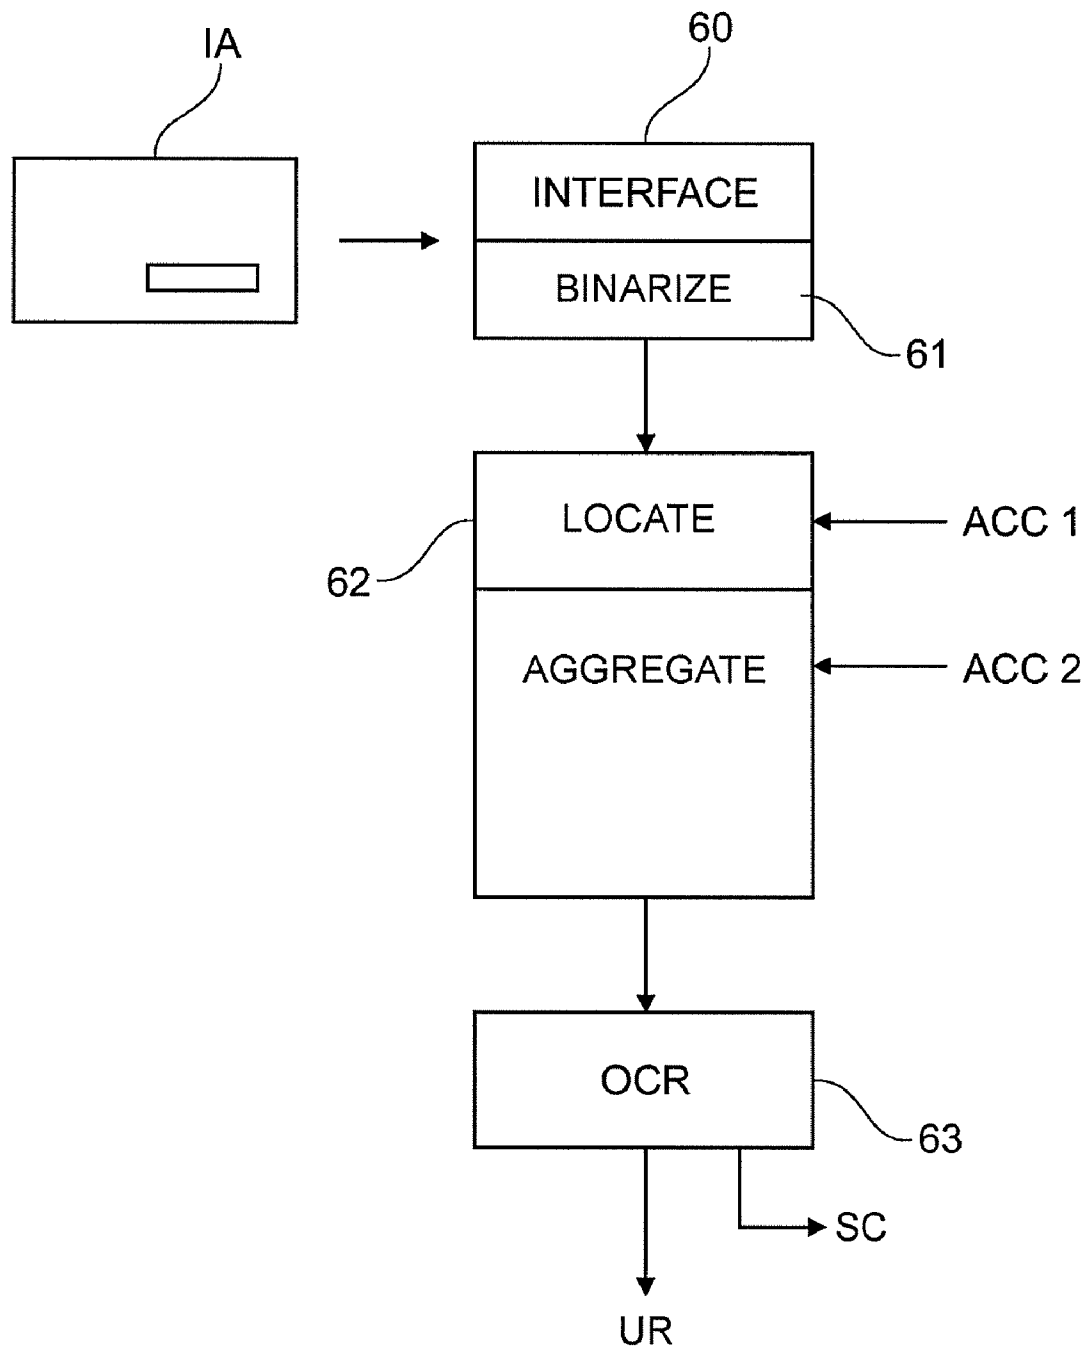 IA
60
INTERFACE
BINARIZE
61
LOCATE
ACC 1
62
AGGREGATE
ACC 2
OCR
63
SC
UR